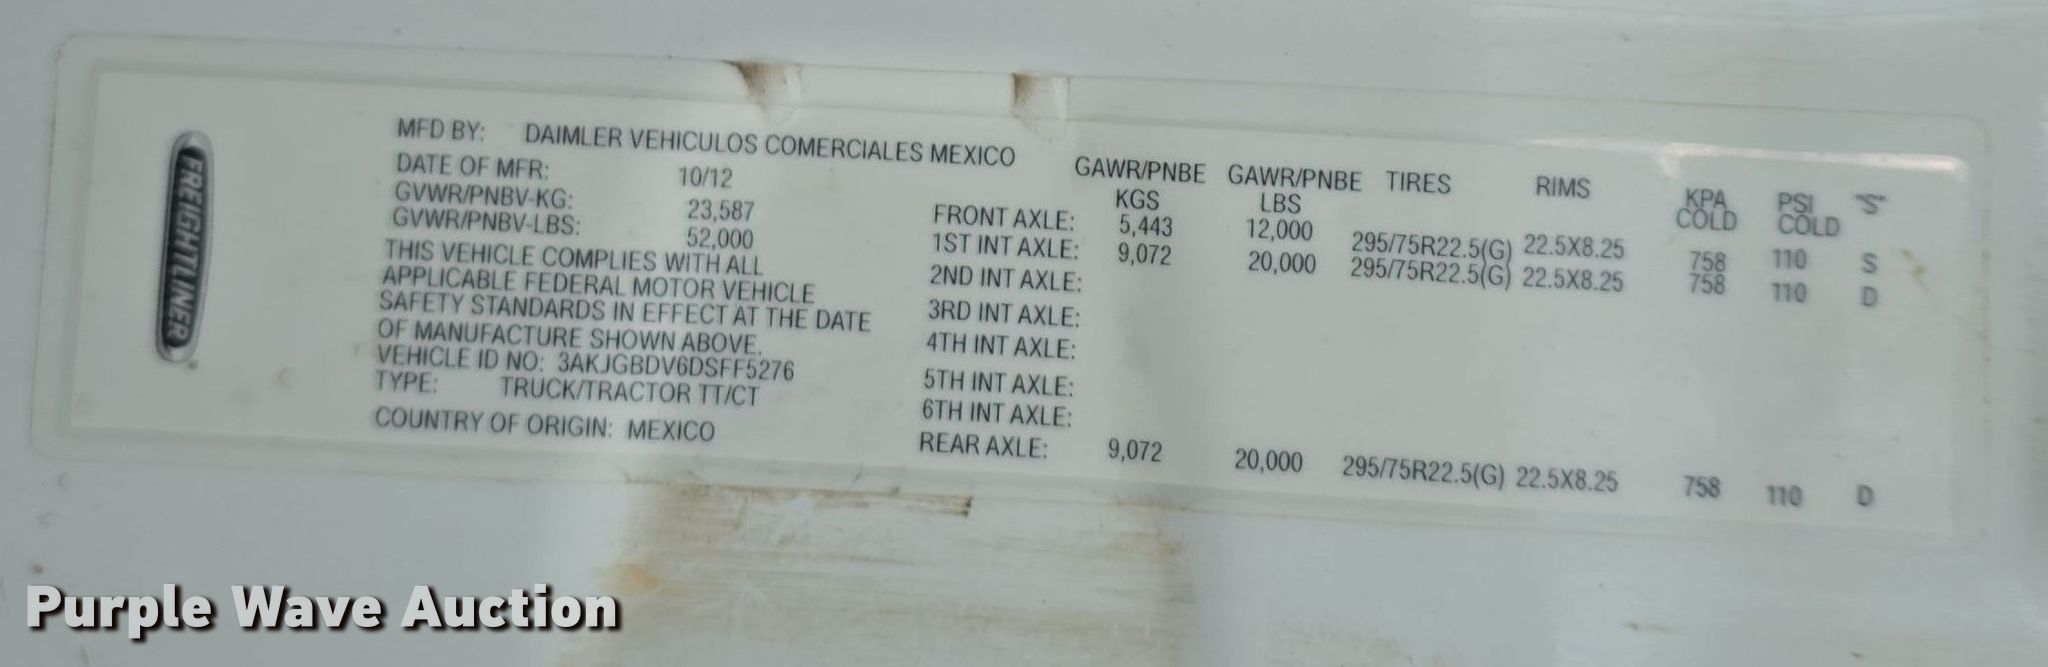 FREIGHTLINER
MFD BY: DAIMLER VEHICULOS COMERCIALES MEXICO
DATE OF MFR: 10/12
GVWR/PNBV-KG: 23,587
GVWR/PNBV-LBS: 52,000
THIS VEHICLE COMPLIES WITH ALL
APPLICABLE FEDERAL MOTOR VEHICLE
SAFETY STANDARDS IN EFFECT AT THE DATE
OF MANUFACTURE SHOWN ABOVE.
VEHICLE ID NO: 3AKJGBDV6DSFF5276
TYPE: TRUCK/TRACTOR TT/CT
COUNTRY OF ORIGIN: MEXICO
GAWR/PNBE GAWR/PNBE TIRES RIMS KPA PSI "S"
KGS LBS COLD COLD
FRONT AXLE: 5,443 12,000 295/75R22.5(G) 22.5X8.25 758 110 S
1ST INT AXLE: 9,072 20,000 295/75R22.5(G) 22.5X8.25 758 110 D
2ND INT AXLE:
3RD INT AXLE:
4TH INT AXLE:
5TH INT AXLE:
6TH INT AXLE:
REAR AXLE: 9,072 20,000 295/75R22.5(G) 22.5X8.25 758 110 D
Purple Wave Auction